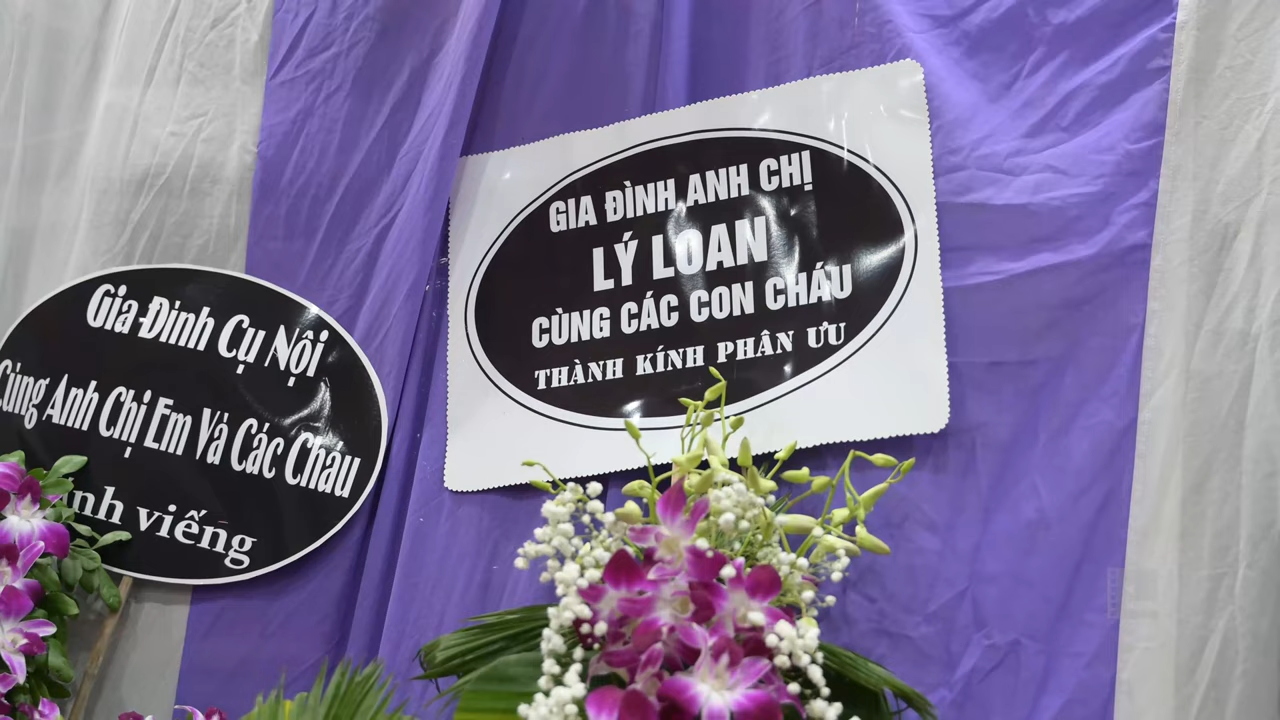 Gia Đình Cụ Nội
Cùng Anh Chị Em Và Các Cháu
viếng
GIA ĐÌNH ANH CHỊ
LÝ LOAN
CÙNG CÁC CON CHÁU
THÀNH KÍNH PHÂN ƯU